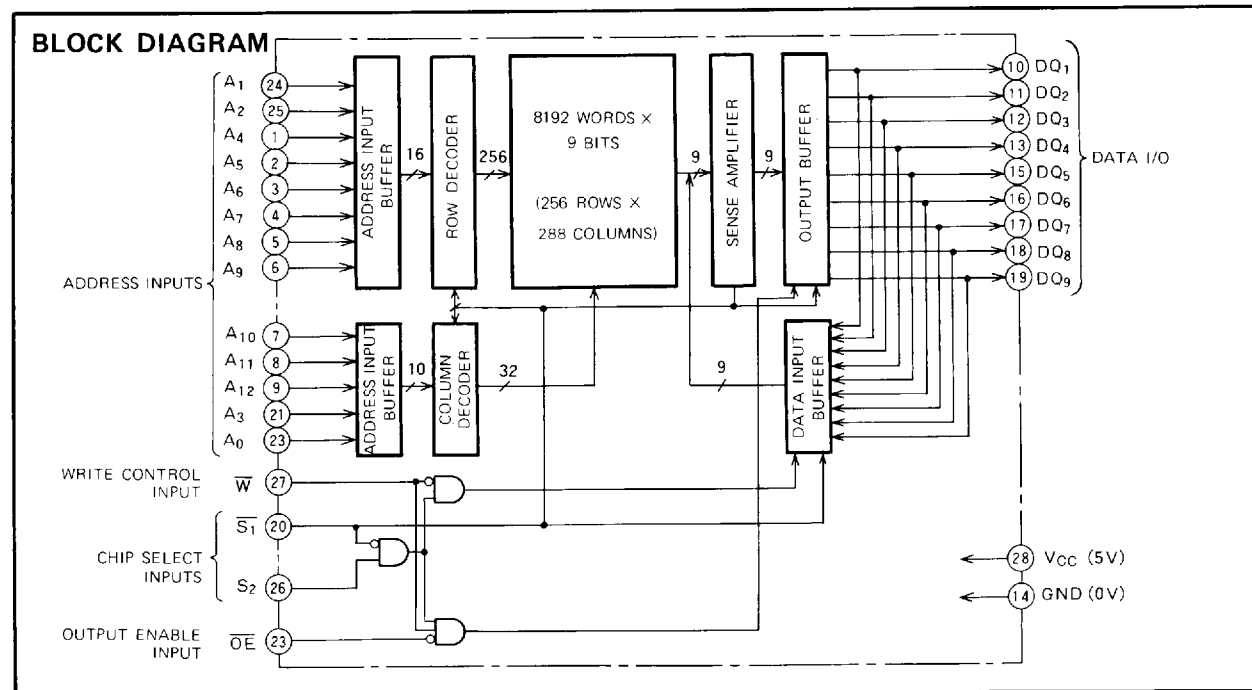 BLOCK DIAGRAM
ADDRESS INPUTS
A1 24
A2 25
A4 1
A5 2
A6 3
A7 4
A8 5
A9 6
A10 7
A11 8
A12 9
A3 21
A0 23
ADDRESS INPUT
BUFFER
16
ROW DECODER
256
8192 WORDS ×
9 BITS
(256 ROWS ×
288 COLUMNS)
9
SENSE AMPLIFIER
9
OUTPUT BUFFER
10 DQ1
11 DQ2
12 DQ3
13 DQ4
15 DQ5
16 DQ6
17 DQ7
18 DQ8
19 DQ9
DATA I/O
ADDRESS INPUT
BUFFER
10
COLUMN
DECODER
32
9
DATA INPUT
BUFFER
WRITE CONTROL
INPUT
W̅ 27
CHIP SELECT
INPUTS
S̅1 20
S2 26
OUTPUT ENABLE
INPUT
O̅E̅ 23
28 VCC (5V)
14 GND (0V)